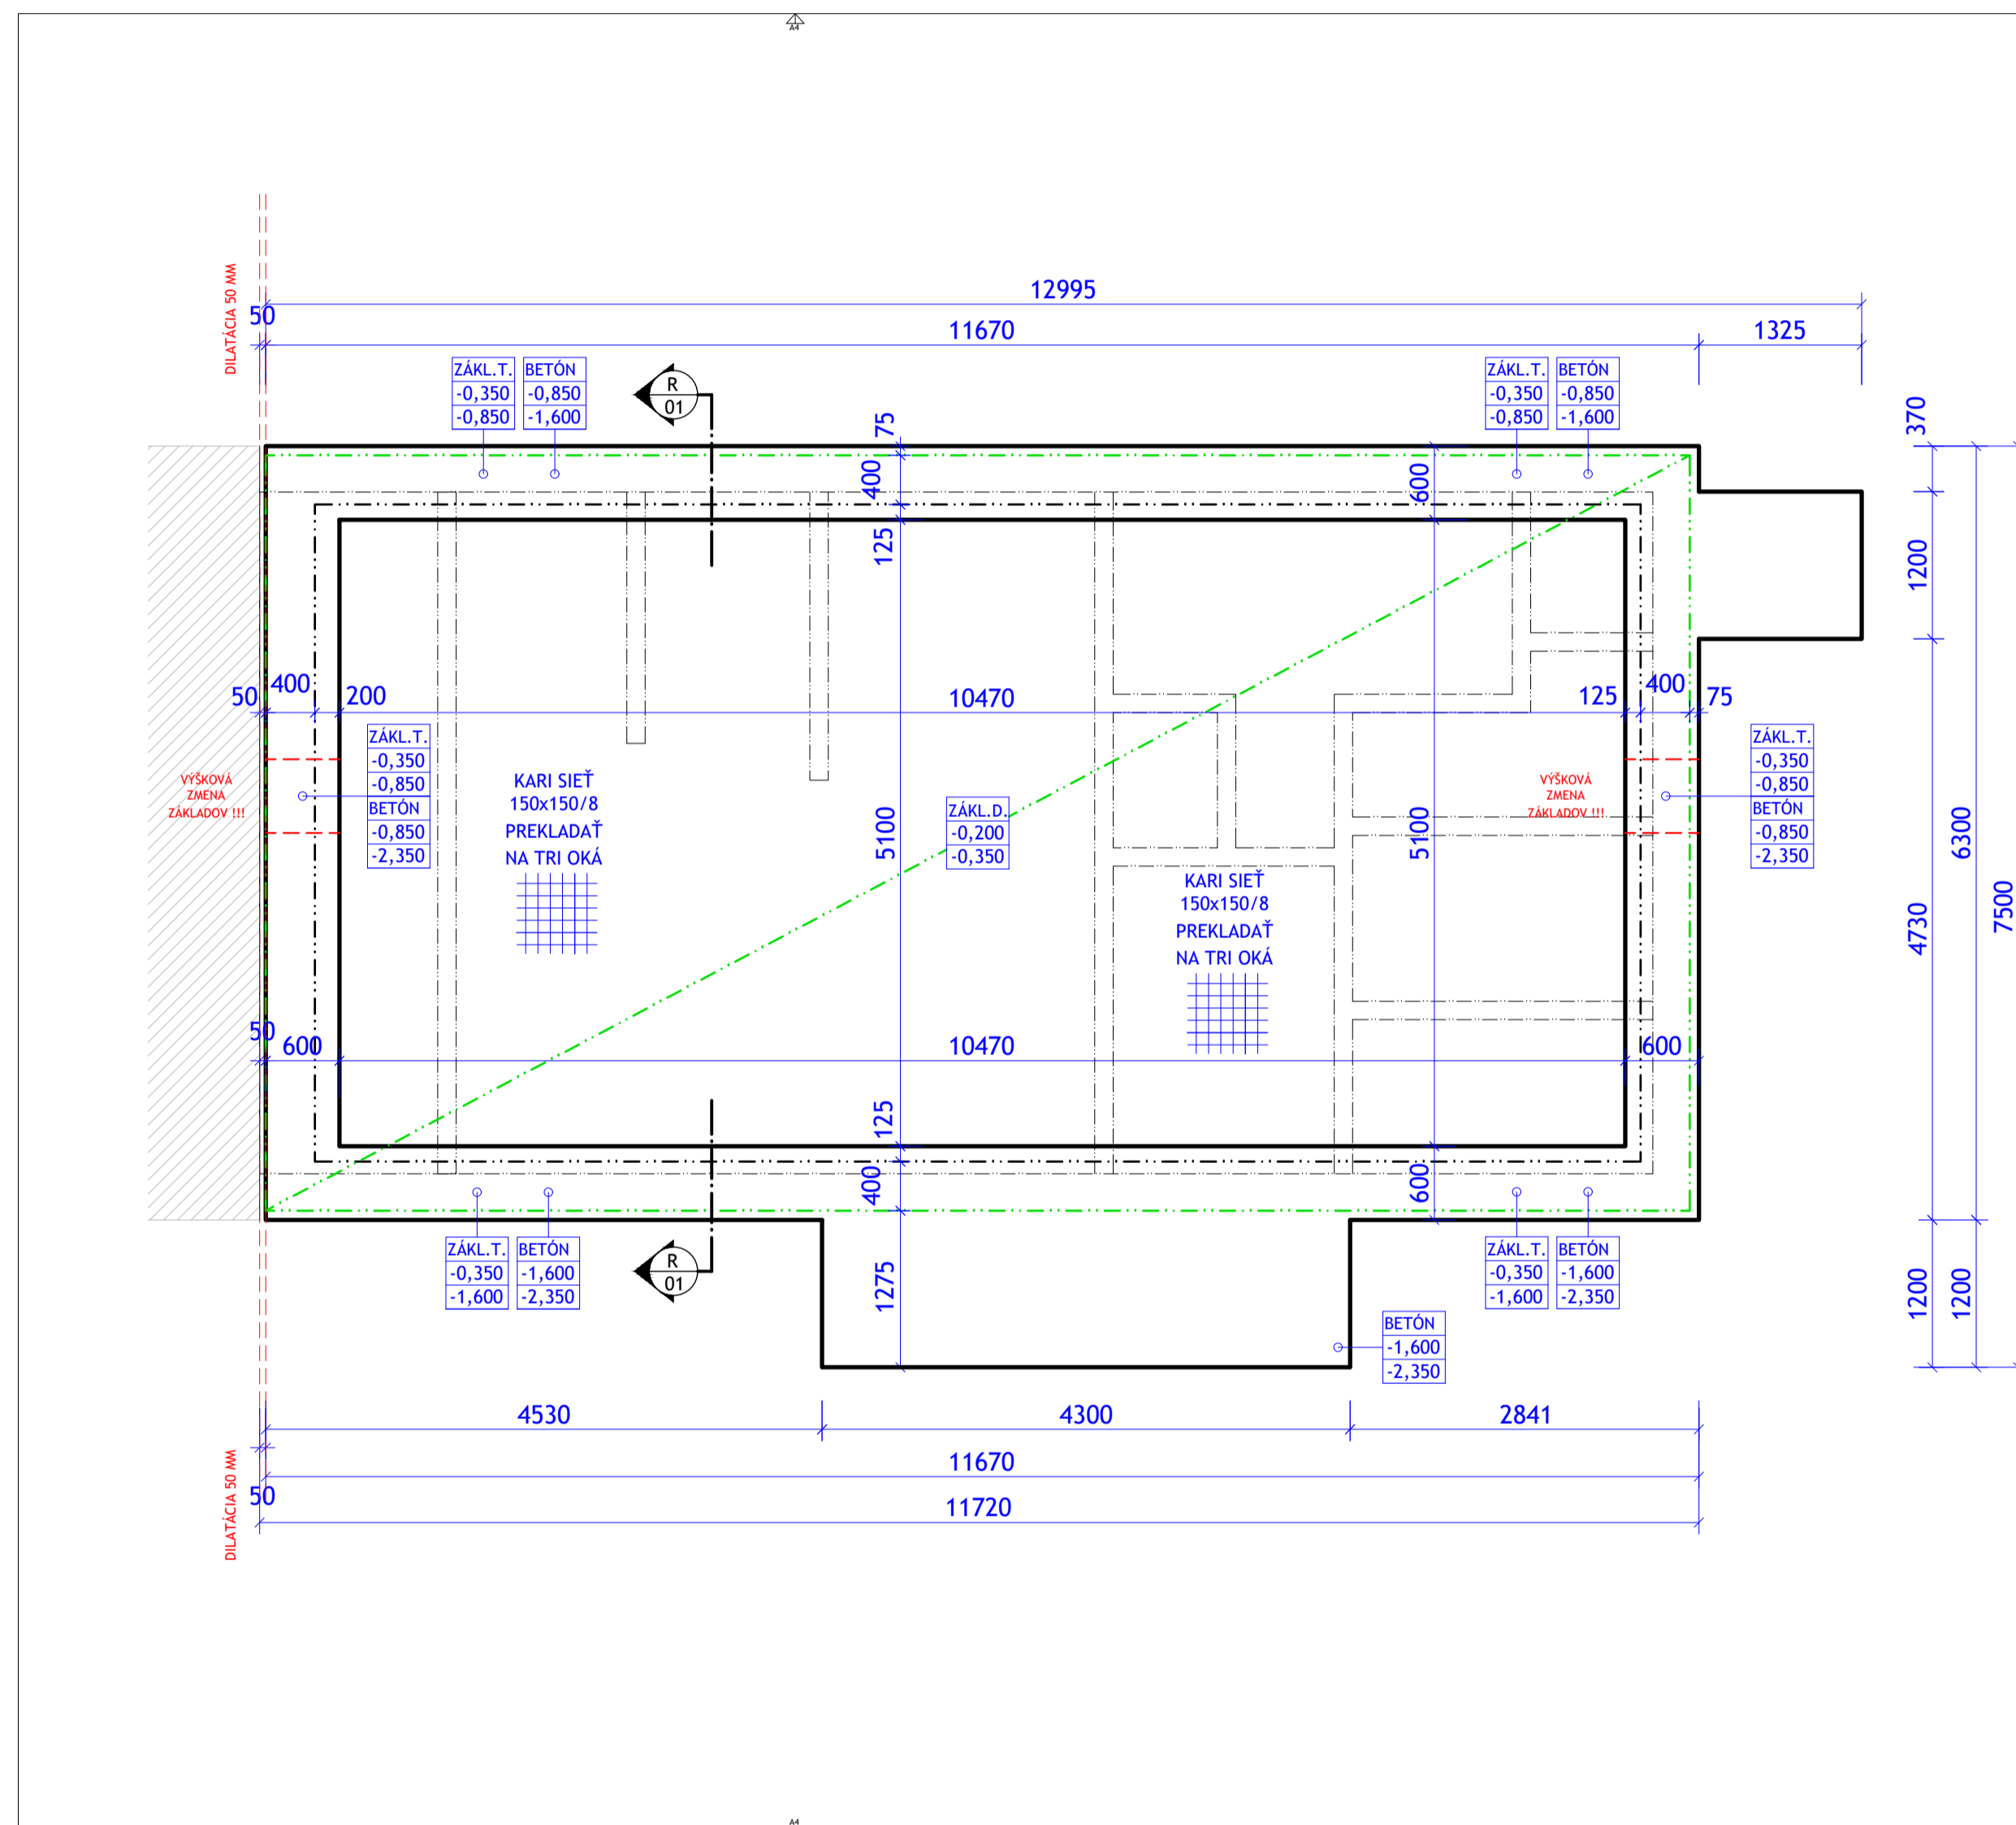 A4
12995
DILATÁCIA 50 MM
50
11670
1325
ZÁKL.T.
-0,350
-0,850
BETÓN
-0,850
-1,600
R
01
ZÁKL.T.
-0,350
-0,850
BETÓN
-0,850
-1,600
75
400
125
600
370
1200
4730
6300
7500
50
400
200
10470
125
400
75
ZÁKL.T.
-0,350
-0,850
BETÓN
-0,850
-2,350
ZÁKL.T.
-0,350
-0,850
BETÓN
-0,850
-2,350
VÝŠKOVÁ
ZMENA
ZÁKLADOV !!!
VÝŠKOVÁ
ZMENA
ZÁKLADOV !!!
KARI SIEŤ
150x150/8
PREKLADAŤ
NA TRI OKÁ
5100
ZÁKL.D.
-0,200
-0,350
5100
KARI SIEŤ
150x150/8
PREKLADAŤ
NA TRI OKÁ
50
600
10470
600
125
400
600
1275
ZÁKL.T.
-0,350
-1,600
BETÓN
-1,600
-2,350
R
01
ZÁKL.T.
-0,350
-1,600
BETÓN
-1,600
-2,350
1200
1200
BETÓN
-1,600
-2,350
4530
4300
2841
11670
DILATÁCIA 50 MM
50
11720
A4